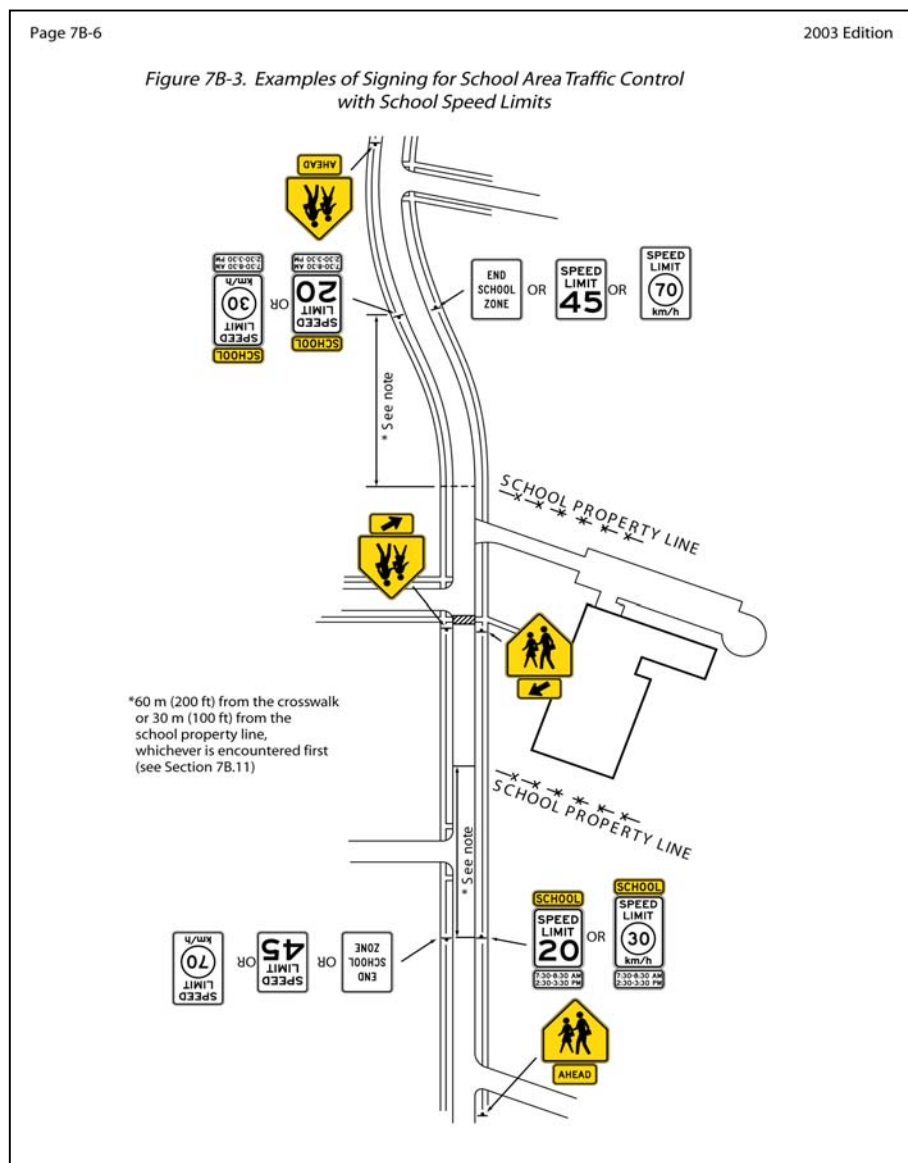 Page 7B-6
2003 Edition
Figure 7B-3. Examples of Signing for School Area Traffic Control
with School Speed Limits
AHEAD
7:30-8:30 AM
2:30-3:30 PM
SPEED
LIMIT
30
km/h
SCHOOL
OR
7:30-8:30 AM
2:30-3:30 PM
SPEED
LIMIT
20
SCHOOL
END
SCHOOL
ZONE
OR
SPEED
LIMIT
45
OR
SPEED
LIMIT
70
km/h
* See note
SCHOOL PROPERTY LINE
*60 m (200 ft) from the crosswalk
or 30 m (100 ft) from the
school property line,
whichever is encountered first
(see Section 7B.11)
SCHOOL PROPERTY LINE
* See note
SCHOOL
SPEED
LIMIT
20
7:30-8:30 AM
2:30-3:30 PM
OR
SCHOOL
SPEED
LIMIT
30
km/h
7:30-8:30 AM
2:30-3:30 PM
SPEED
LIMIT
70
km/h
OR
SPEED
LIMIT
45
OR
END
SCHOOL
ZONE
AHEAD